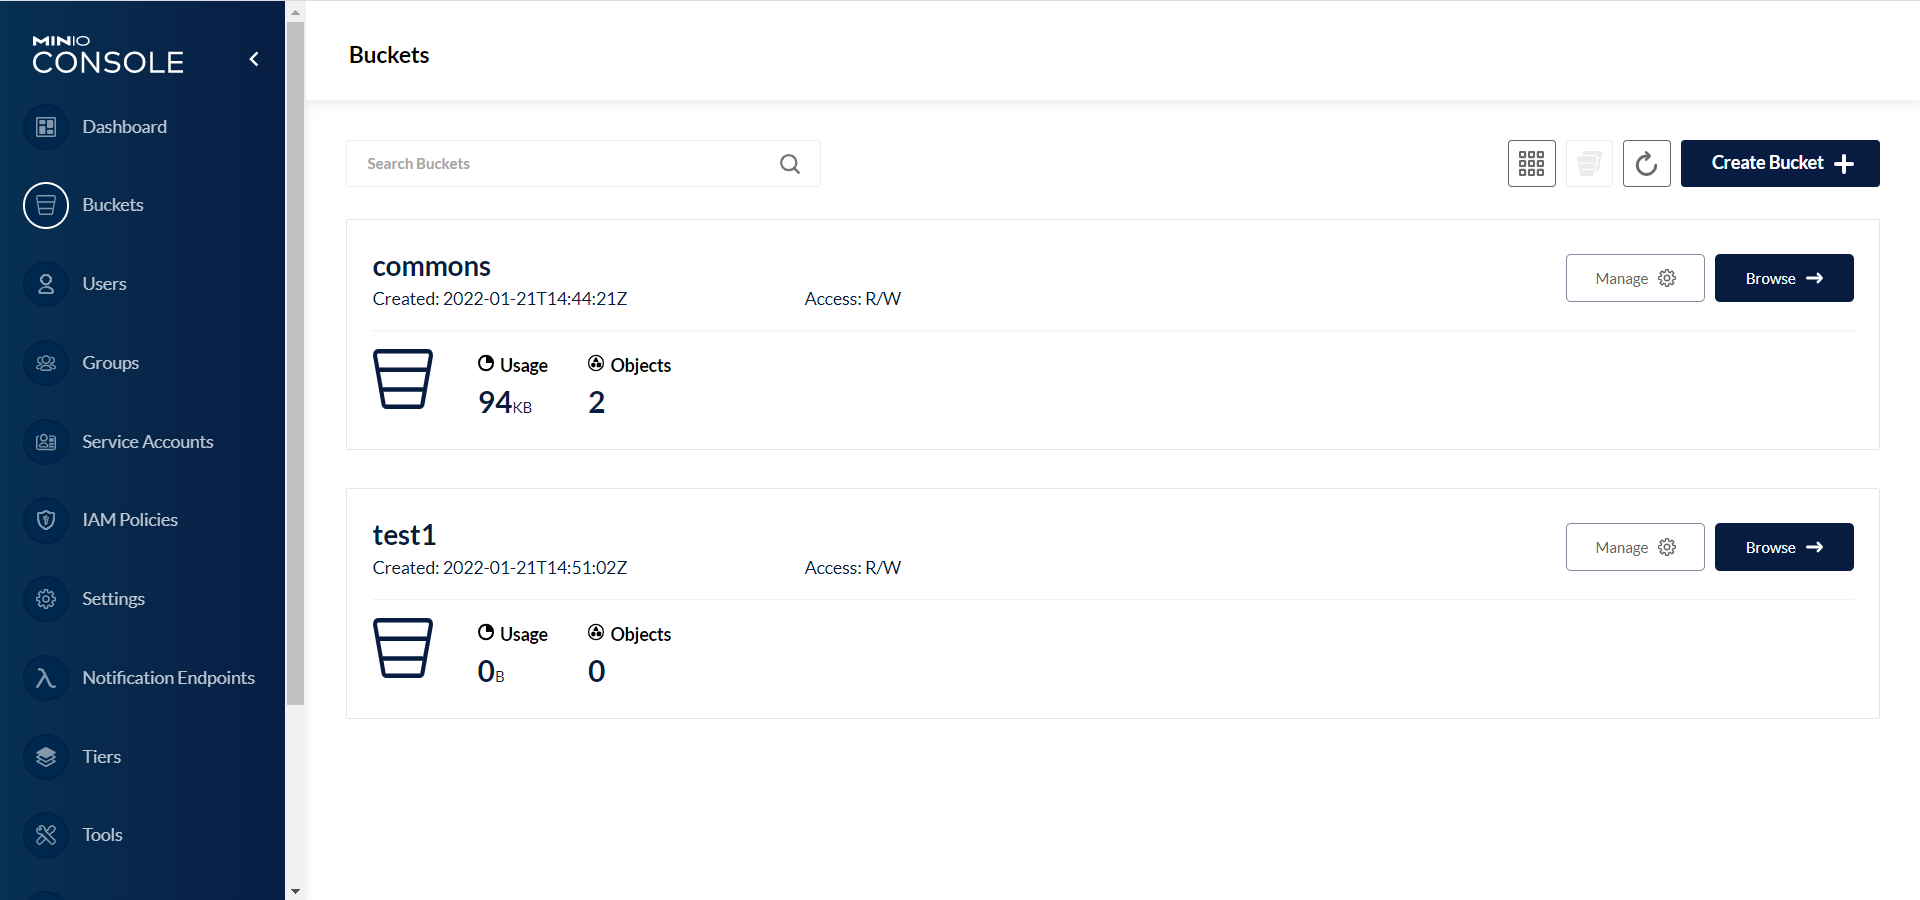 MINIO
CONSOLE
Dashboard
Buckets
Users
Groups
Service Accounts
IAM Policies
Settings
Notification Endpoints
Tiers
Tools
Buckets
Search Buckets
Create Bucket
commons
Created: 2022-01-21T14:44:21Z Access: R/W
Manage Browse
Usage Objects
94KB 2
test1
Created: 2022-01-21T14:51:02Z Access: R/W
Manage Browse
Usage Objects
0B 0